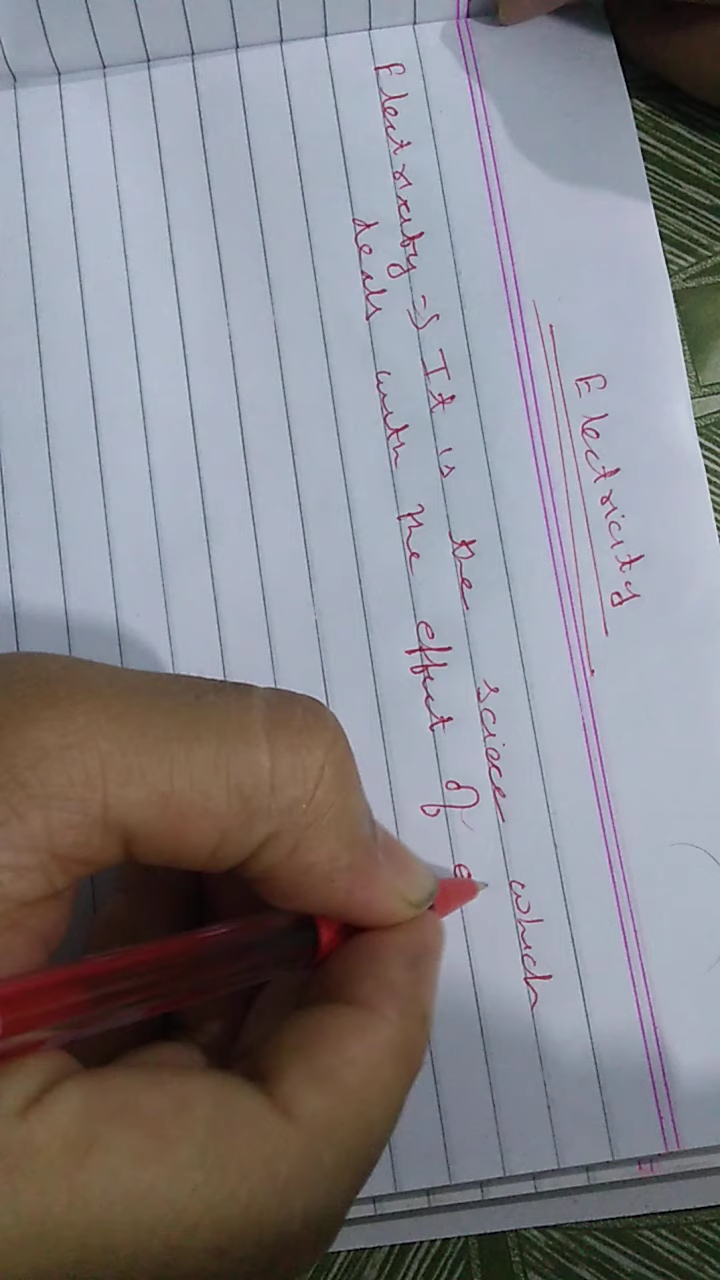 Electricity
Electricity => It is the sciece which
deals with the effect of e